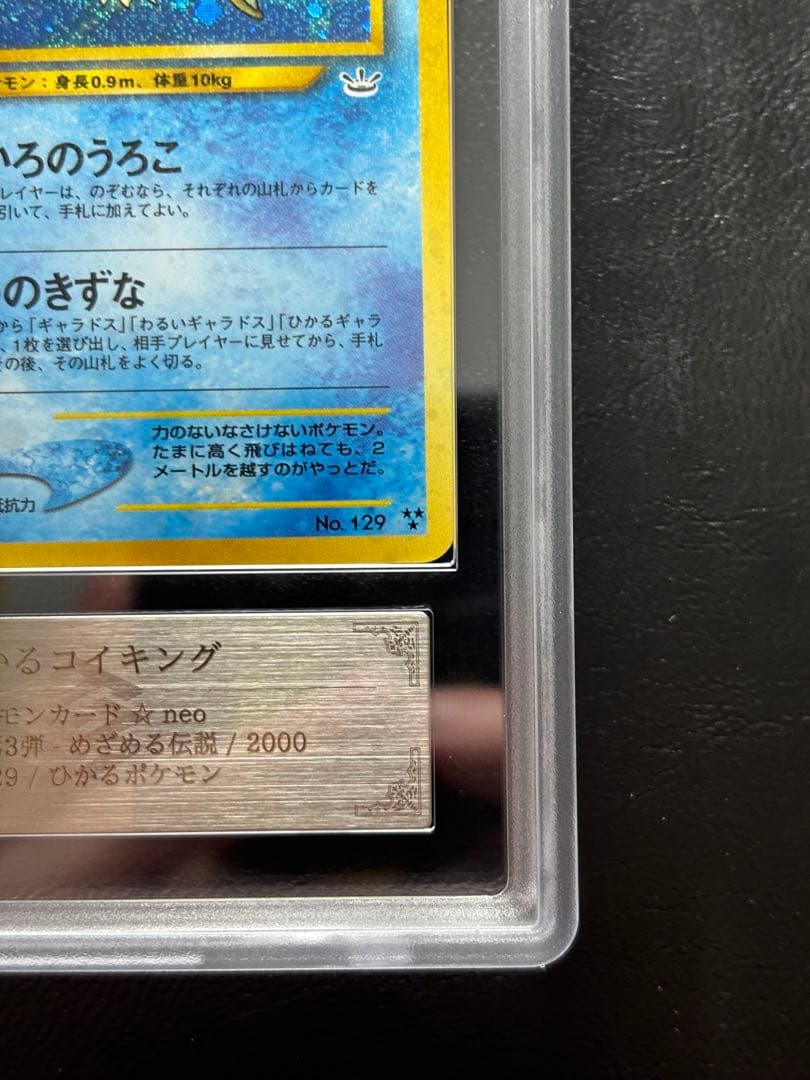 モン：身長0.9m、体重10kg
いろのうろこ
レイヤーは、のぞむなら、それぞれの山札からカードを
引いて、手札に加えてよい。
のきずな
から「ギャラドス」「わるいギャラドス」「ひかるギャラ
、1枚を選び出し、相手プレイヤーに見せてから、手札
その後、その山札をよく切る。
力のないなさけないポケモン。
たまに高く飛びはねても、2
メートルを越すのがやっとだ。
抵抗力
No. 129 ★★★
かるコイキング
モンカード ☆ neo
第3弾 - めざめる伝説 / 2000
29 / ひかるポケモン